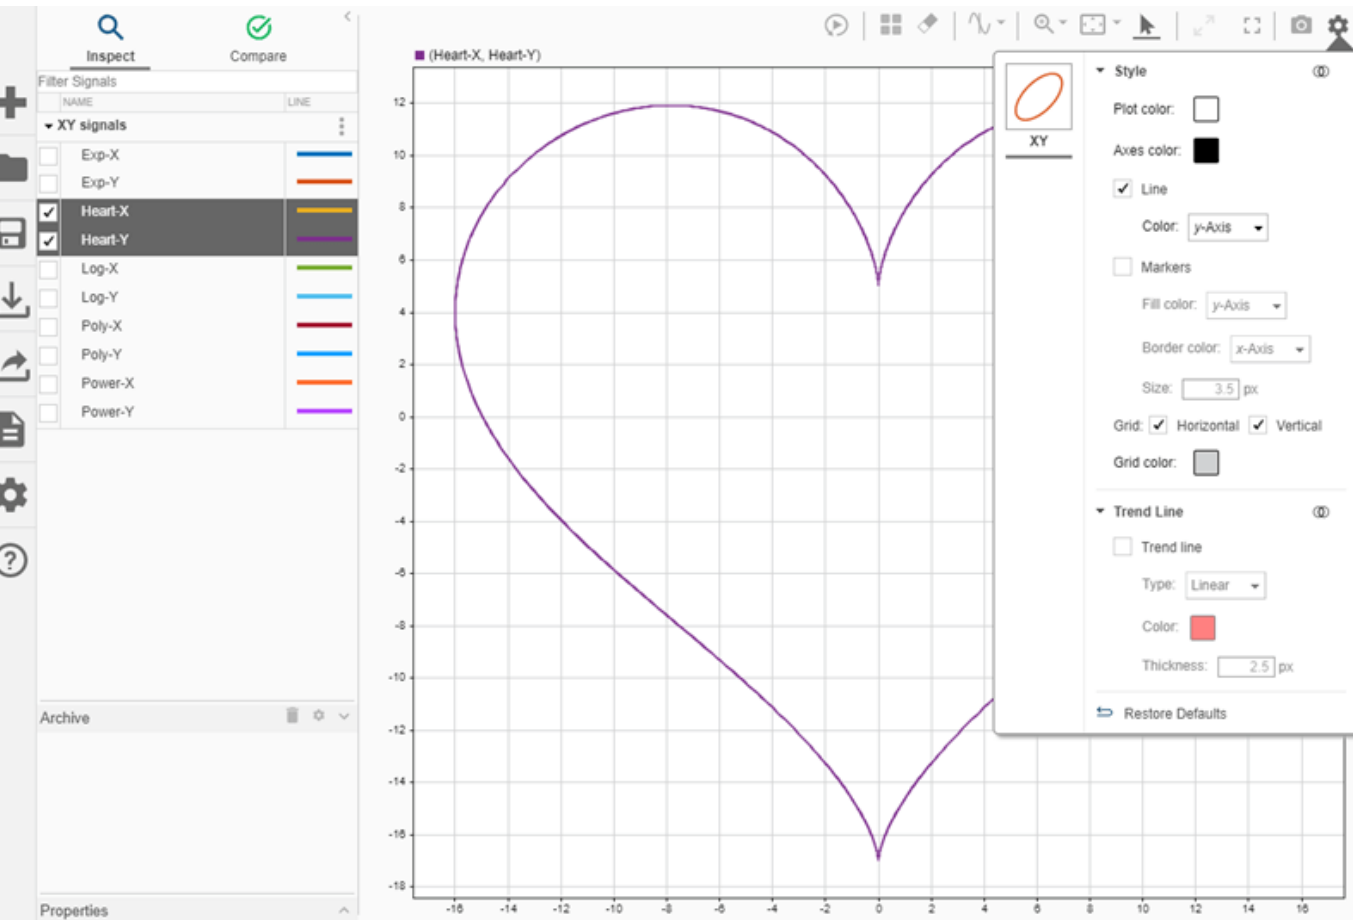 Inspect
Compare
Filter Signals
NAME
LINE
XY signals
Exp-X
Exp-Y
Heart-X
Heart-Y
Log-X
Log-Y
Poly-X
Poly-Y
Power-X
Power-Y
Archive
Properties
(Heart-X, Heart-Y)
12
10
8
6
4
2
0
-2
-4
-6
-8
-10
-12
-14
-16
-18
-16 -14 -12 -10 -8 -6 -4 -2 0 2 4 6 8 10 12 14 16
XY
Style
Plot color:
Axes color:
Line
Color: y-Axis
Markers
Fill color: y-Axis
Border color: x-Axis
Size: 3.5 px
Grid: Horizontal Vertical
Grid color:
Trend Line
Trend line
Type: Linear
Color:
Thickness: 2.5 px
Restore Defaults